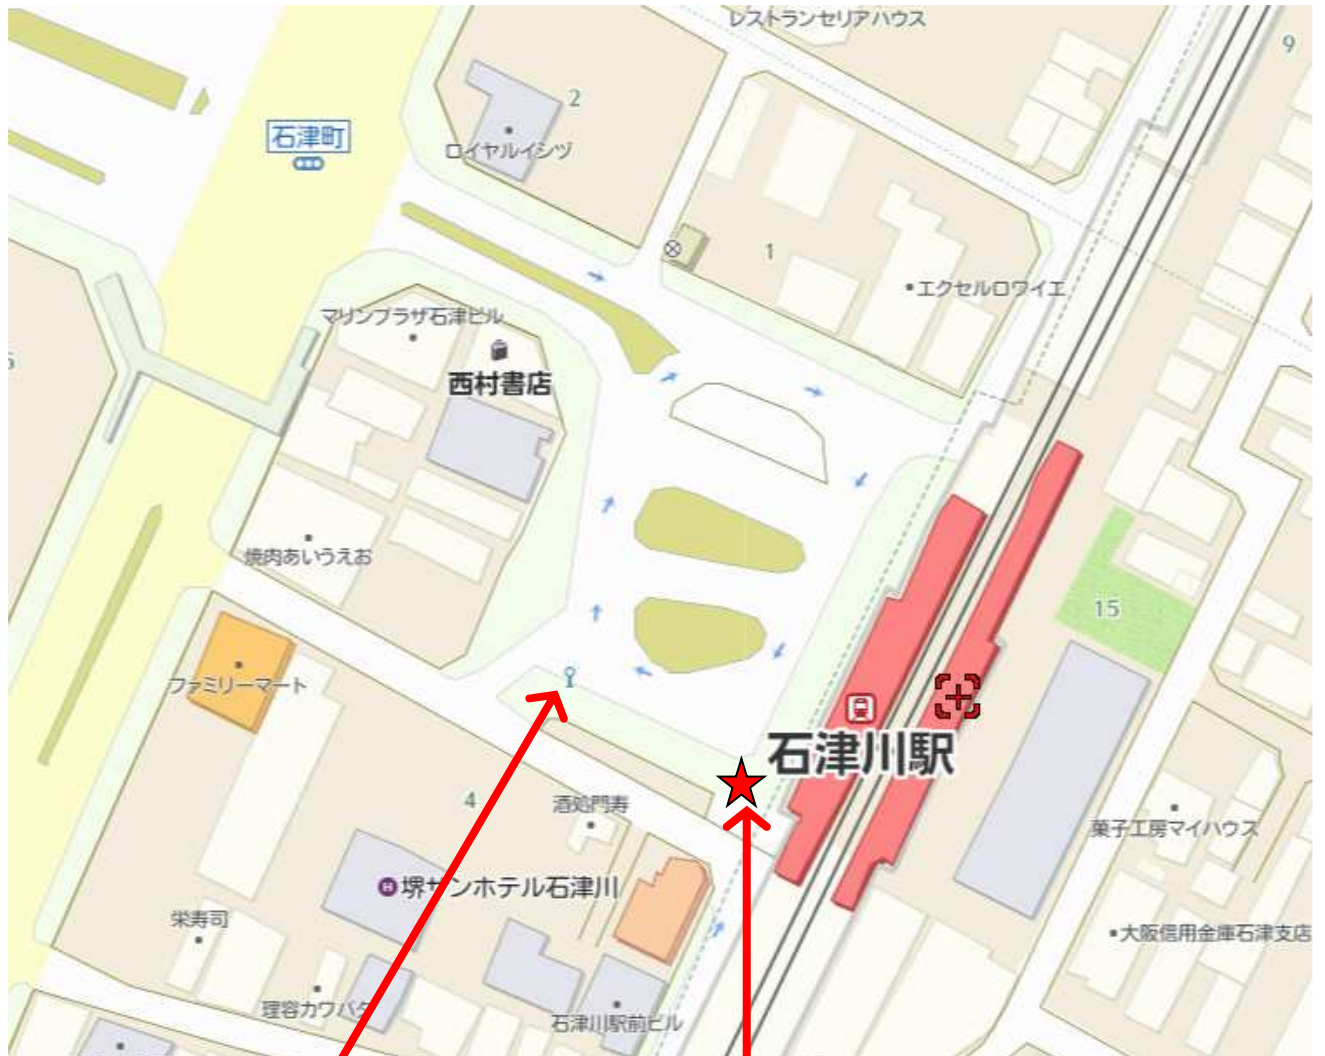 レストランセリアハウス
9
2
石津町
ロイヤルイシヅ
1
エクセルロワイエ
マリンプラザ石津ビル
西村書店
焼肉あいうえお
15
ファミリーマート
石津川駅
4
酒処門寿
菓子工房マイハウス
H堺サンホテル石津川
栄寿司
大阪信用金庫石津支店
理容カワバタ
石津川駅前ビル